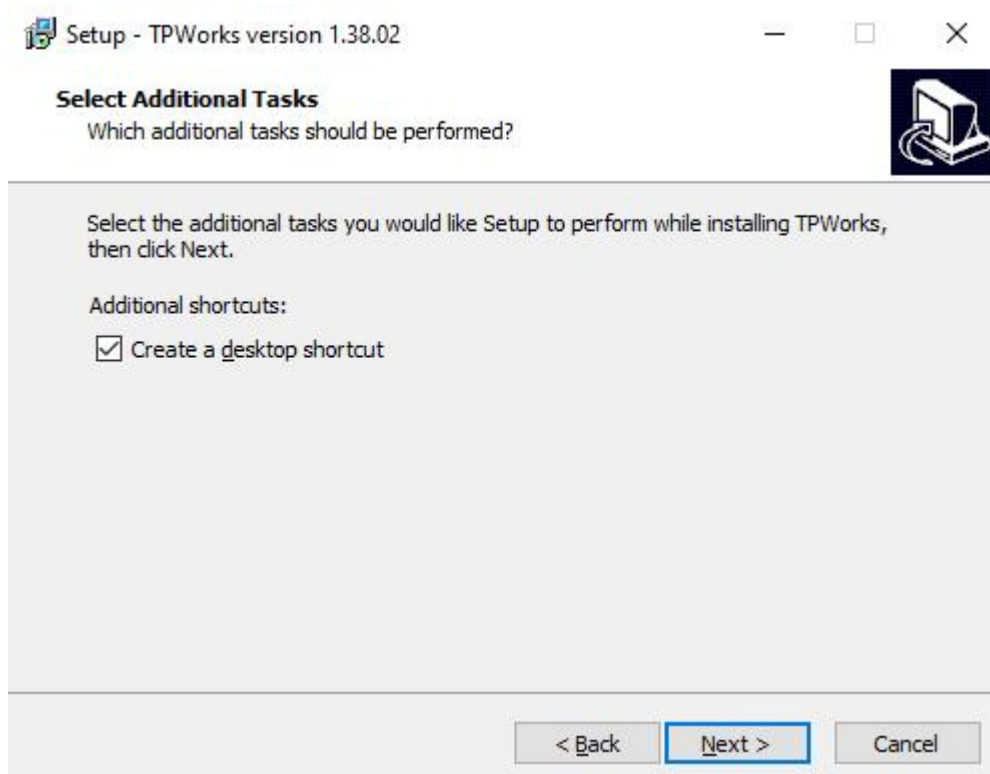 Setup - TPWorks version 1.38.02
Select Additional Tasks
Which additional tasks should be performed?
Select the additional tasks you would like Setup to perform while installing TPWorks,
then click Next.
Additional shortcuts:
Create a desktop shortcut
< Back
Next >
Cancel